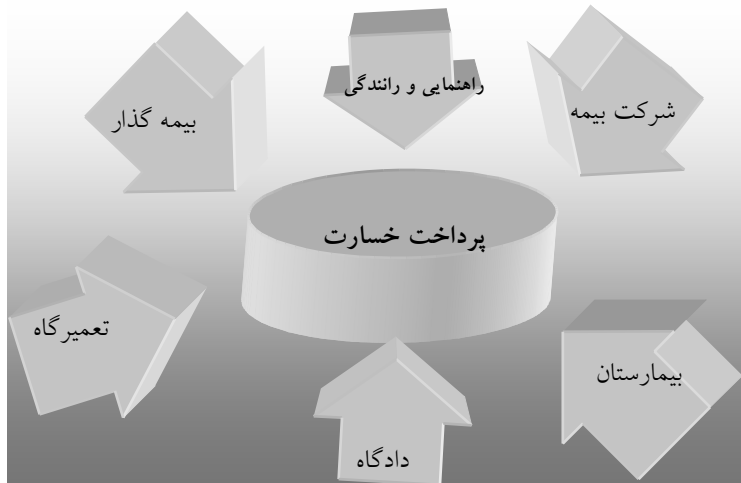 شرکت بیمه
راهنمایی و رانندگی
بیمه گذار
پرداخت خسارت
تعمیرگاه
بیمارستان
دادگاه